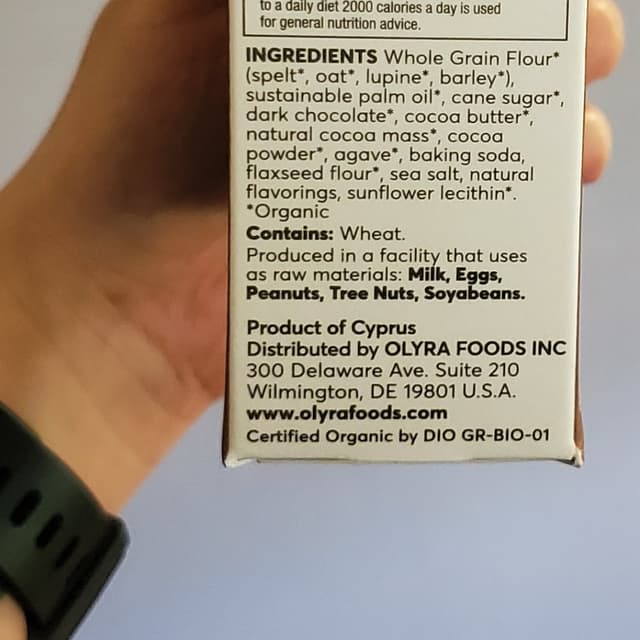 to a daily diet 2000 calories a day is used
for general nutrition advice.
INGREDIENTS Whole Grain Flour*
(spelt*, oat*, lupine*, barley*),
sustainable palm oil*, cane sugar*,
dark chocolate*, cocoa butter*,
natural cocoa mass*, cocoa
powder*, agave*, baking soda,
flaxseed flour*, sea salt, natural
flavorings, sunflower lecithin*.
*Organic
Contains: Wheat.
Produced in a facility that uses
as raw materials: Milk, Eggs,
Peanuts, Tree Nuts, Soyabeans.
Product of Cyprus
Distributed by OLYRA FOODS INC
300 Delaware Ave. Suite 210
Wilmington, DE 19801 U.S.A.
www.olyrafoods.com
Certified Organic by DIO GR-BIO-01